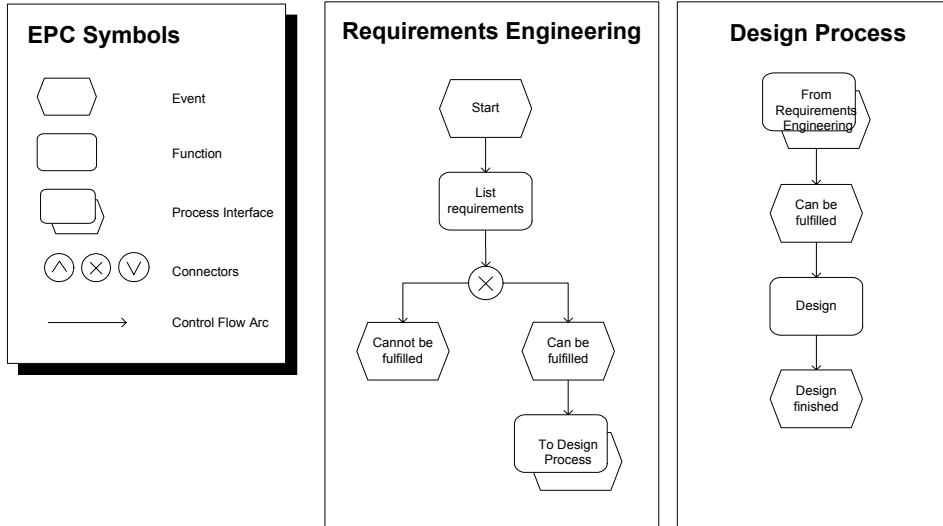 EPC Symbols
Event
Function
Process Interface
Connectors
Control Flow Arc
Requirements Engineering
Start
List
requirements
Cannot be
fulfilled
Can be
fulfilled
To Design
Process
Design Process
From
Requirements
Engineering
Can be
fulfilled
Design
Design
finished